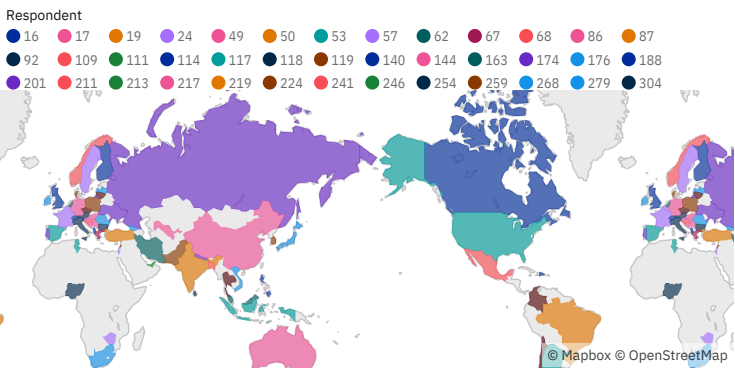 Respondent
16 17 19 24 49 50 53 57 62 67 68 86 87
92 109 111 114 117 118 119 140 144 163 174 176 188
201 211 213 217 219 224 241 246 254 259 268 279 304
© Mapbox © OpenStreetMap